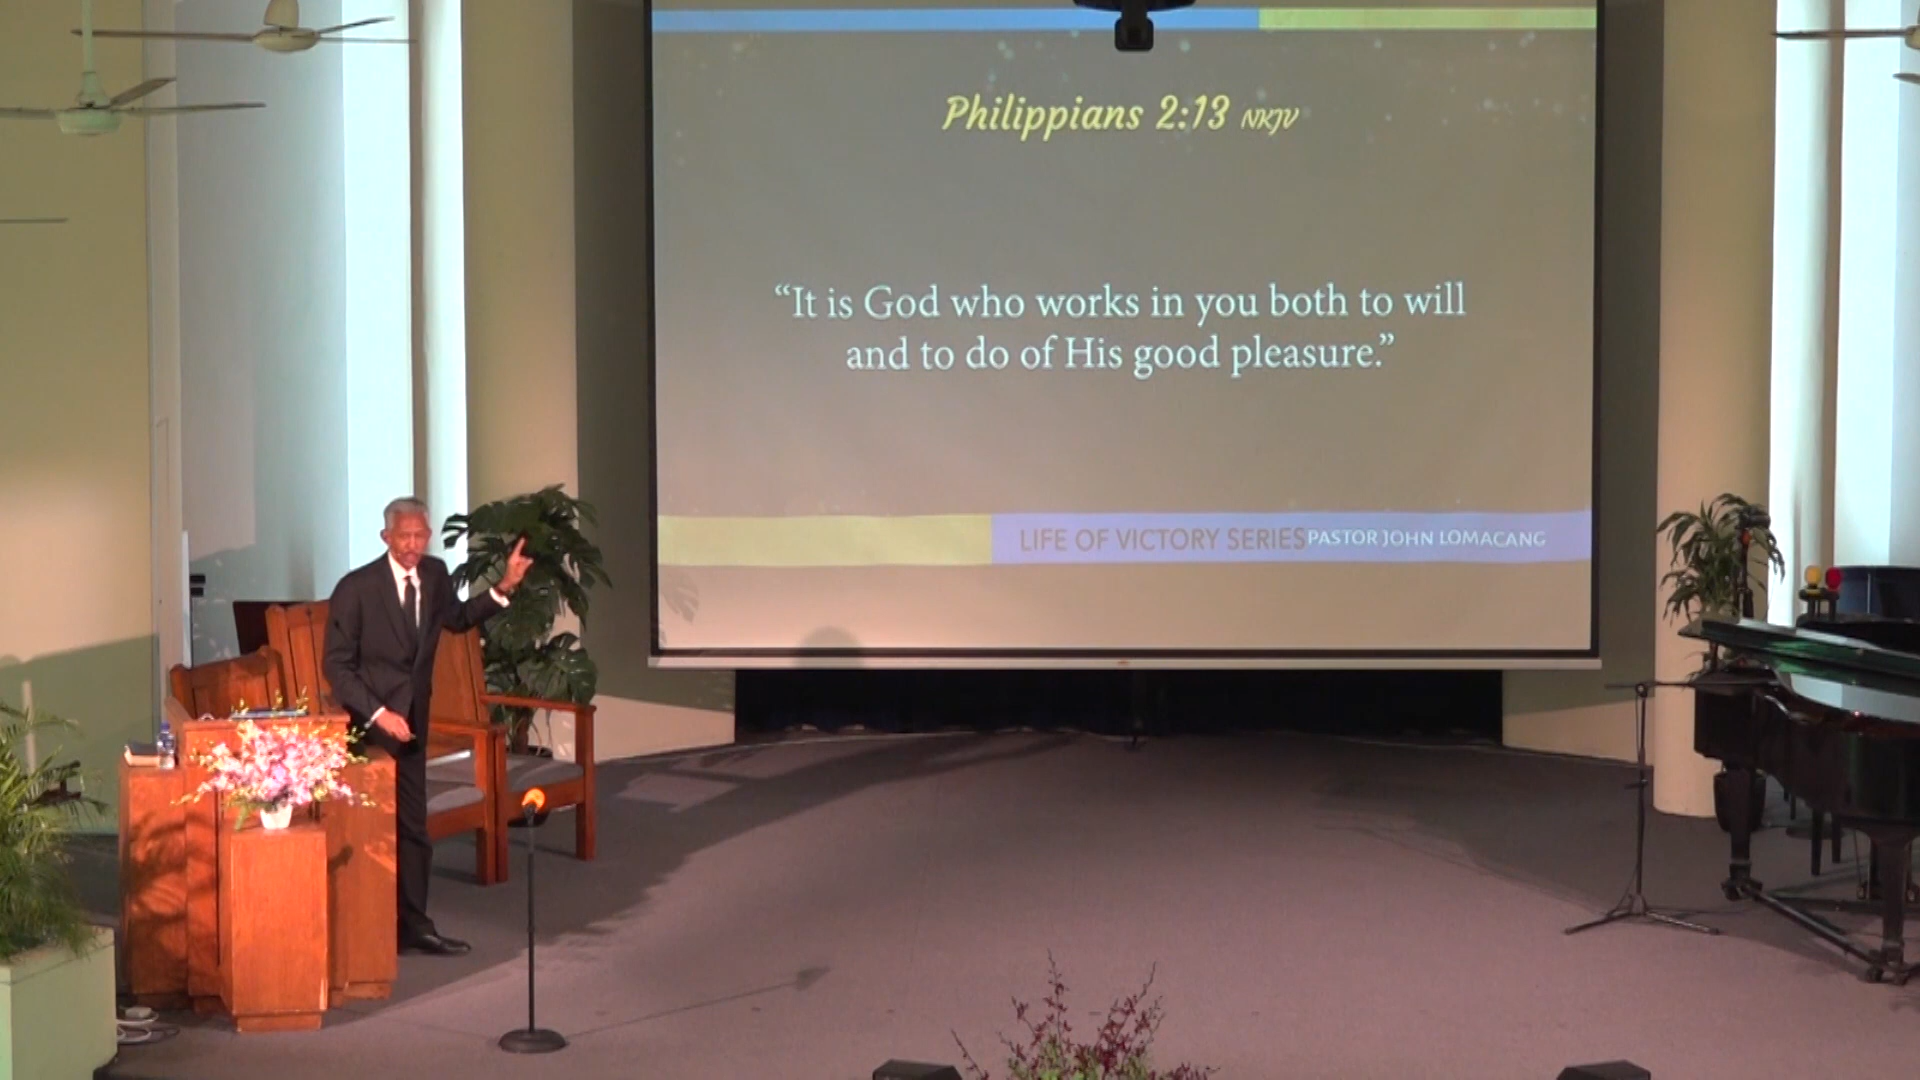 Philippians 2:13 NKJV
“It is God who works in you both to will
and to do of His good pleasure.”
LIFE OF VICTORY SERIES PASTOR JOHN LOMACANG